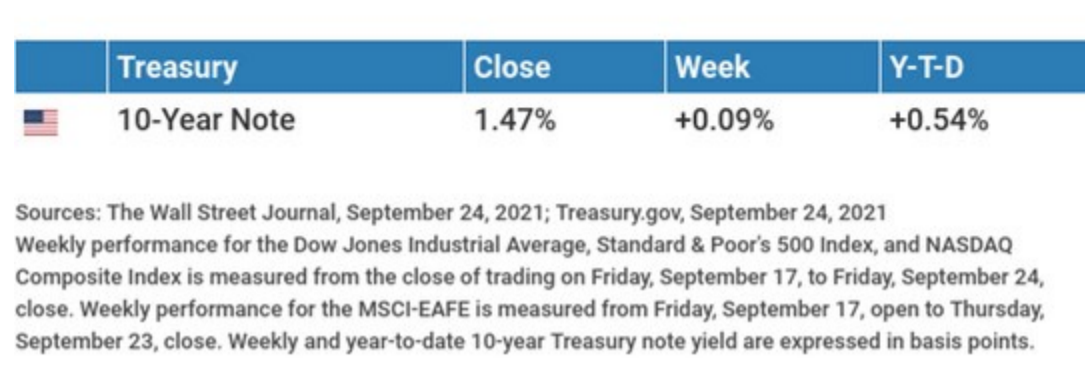 Treasury Close Week Y-T-D
10-Year Note 1.47% +0.09% +0.54%
Sources: The Wall Street Journal, September 24, 2021; Treasury.gov, September 24, 2021
Weekly performance for the Dow Jones Industrial Average, Standard & Poor's 500 Index, and NASDAQ
Composite Index is measured from the close of trading on Friday, September 17, to Friday, September 24,
close. Weekly performance for the MSCI-EAFE is measured from Friday, September 17, open to Thursday,
September 23, close. Weekly and year-to-date 10-year Treasury note yield are expressed in basis points.